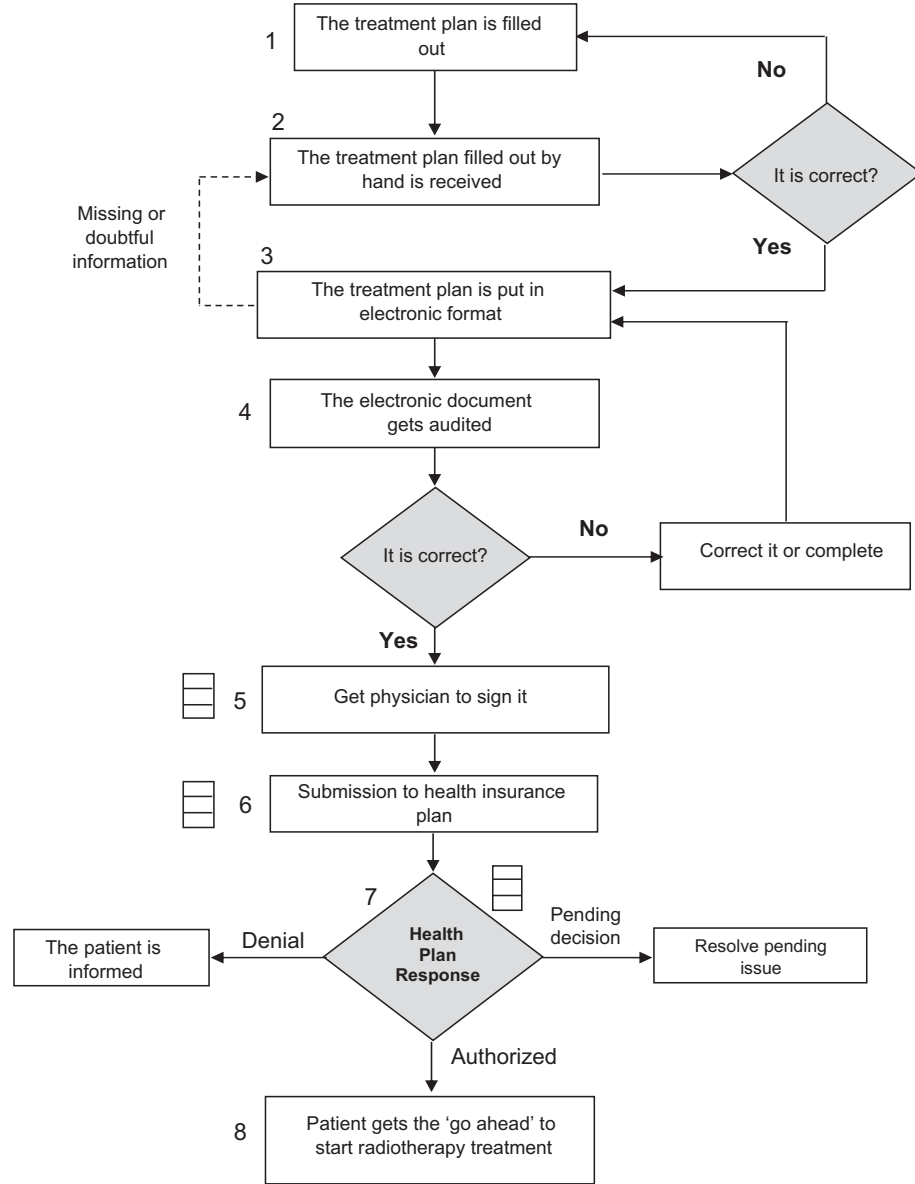 1
The treatment plan is filled
out
No
2
The treatment plan filled out by
hand is received
It is correct?
Missing or
doubtful
information
Yes
3
The treatment plan is put in
electronic format
4
The electronic document
gets audited
It is correct?
No
Correct it or complete
Yes
5
Get physician to sign it
6
Submission to health insurance
plan
7
Health
Plan
Response
Denial
The patient is
informed
Pending
decision
Resolve pending
issue
Authorized
8
Patient gets the ‘go ahead’ to
start radiotherapy treatment